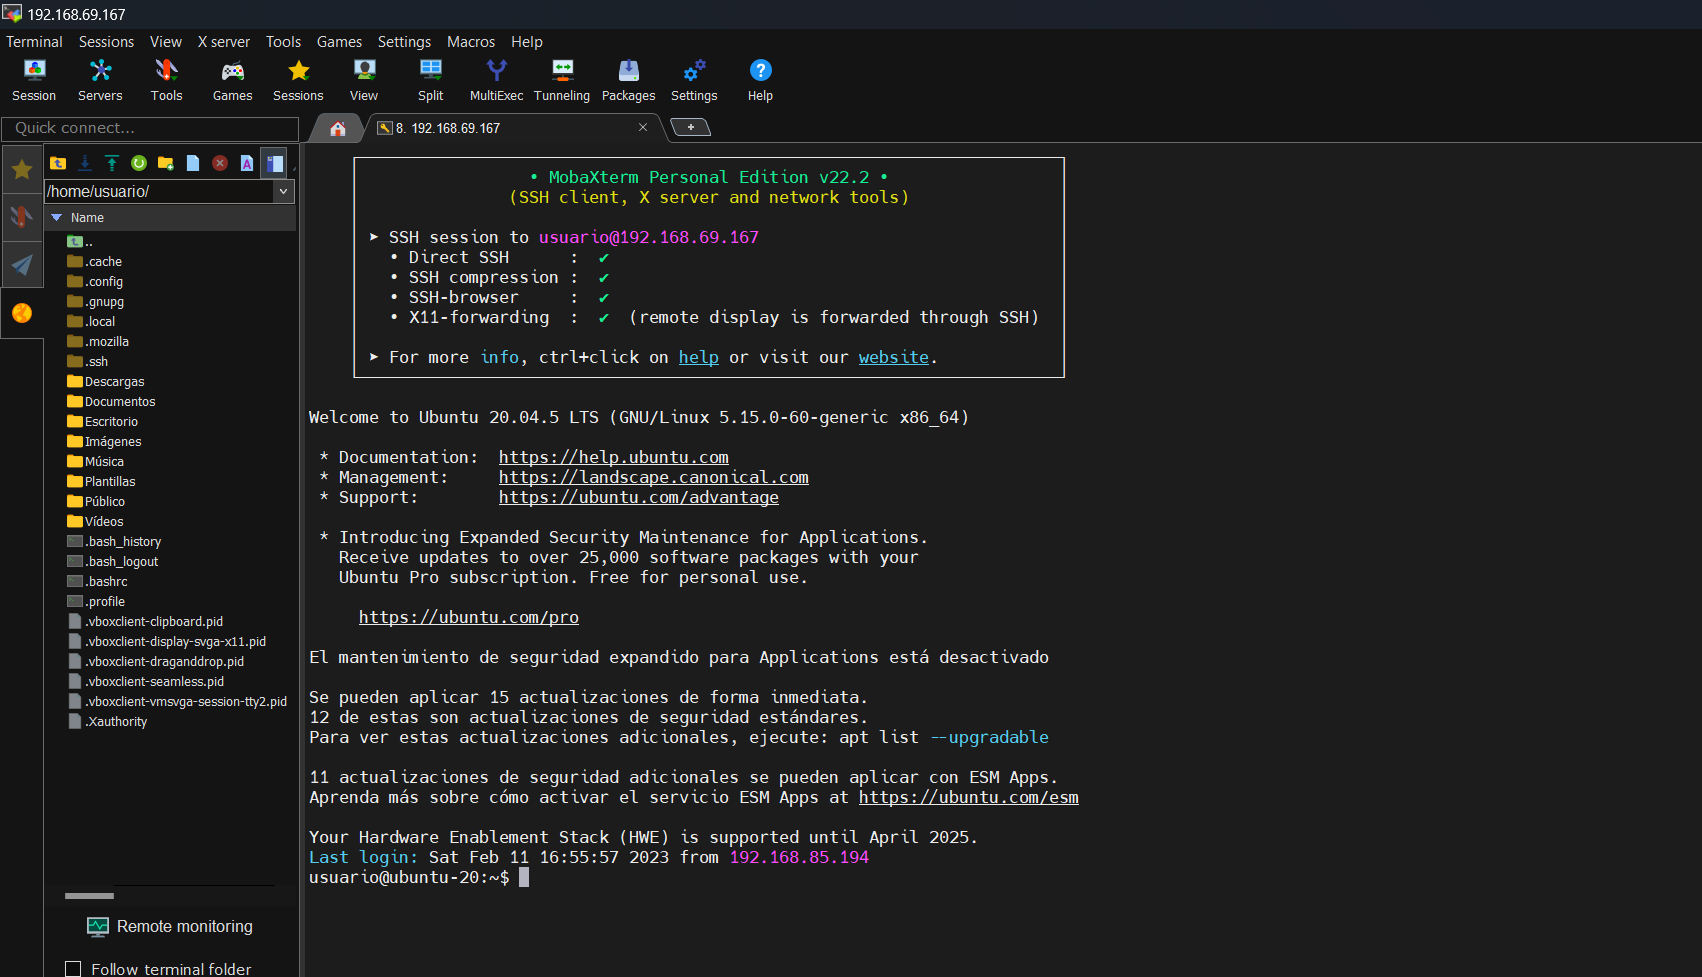 192.168.69.167
Terminal Sessions View X server Tools Games Settings Macros Help
Session Servers Tools Games Sessions View Split MultiExec Tunneling Packages Settings Help
Quick connect...
8. 192.168.69.167
/home/usuario/
Name
..
.cache
.config
.gnupg
.local
.mozilla
.ssh
Descargas
Documentos
Escritorio
Imágenes
Música
Plantillas
Público
Vídeos
.bash_history
.bash_logout
.bashrc
.profile
.vboxclient-clipboard.pid
.vboxclient-display-svga-x11.pid
.vboxclient-draganddrop.pid
.vboxclient-seamless.pid
.vboxclient-vmsvga-session-tty2.pid
.Xauthority
Remote monitoring
Follow terminal folder
• MobaXterm Personal Edition v22.2 •
(SSH client, X server and network tools)
➤ SSH session to usuario@192.168.69.167
• Direct SSH : ✔
• SSH compression : ✔
• SSH-browser : ✔
• X11-forwarding : ✔ (remote display is forwarded through SSH)
➤ For more info, ctrl+click on help or visit our website.
Welcome to Ubuntu 20.04.5 LTS (GNU/Linux 5.15.0-60-generic x86_64)
* Documentation: https://help.ubuntu.com
* Management: https://landscape.canonical.com
* Support: https://ubuntu.com/advantage
* Introducing Expanded Security Maintenance for Applications.
Receive updates to over 25,000 software packages with your
Ubuntu Pro subscription. Free for personal use.
https://ubuntu.com/pro
El mantenimiento de seguridad expandido para Applications está desactivado
Se pueden aplicar 15 actualizaciones de forma inmediata.
12 de estas son actualizaciones de seguridad estándares.
Para ver estas actualizaciones adicionales, ejecute: apt list --upgradable
11 actualizaciones de seguridad adicionales se pueden aplicar con ESM Apps.
Aprenda más sobre cómo activar el servicio ESM Apps at https://ubuntu.com/esm
Your Hardware Enablement Stack (HWE) is supported until April 2025.
Last login: Sat Feb 11 16:55:57 2023 from 192.168.85.194
usuario@ubuntu-20:~$